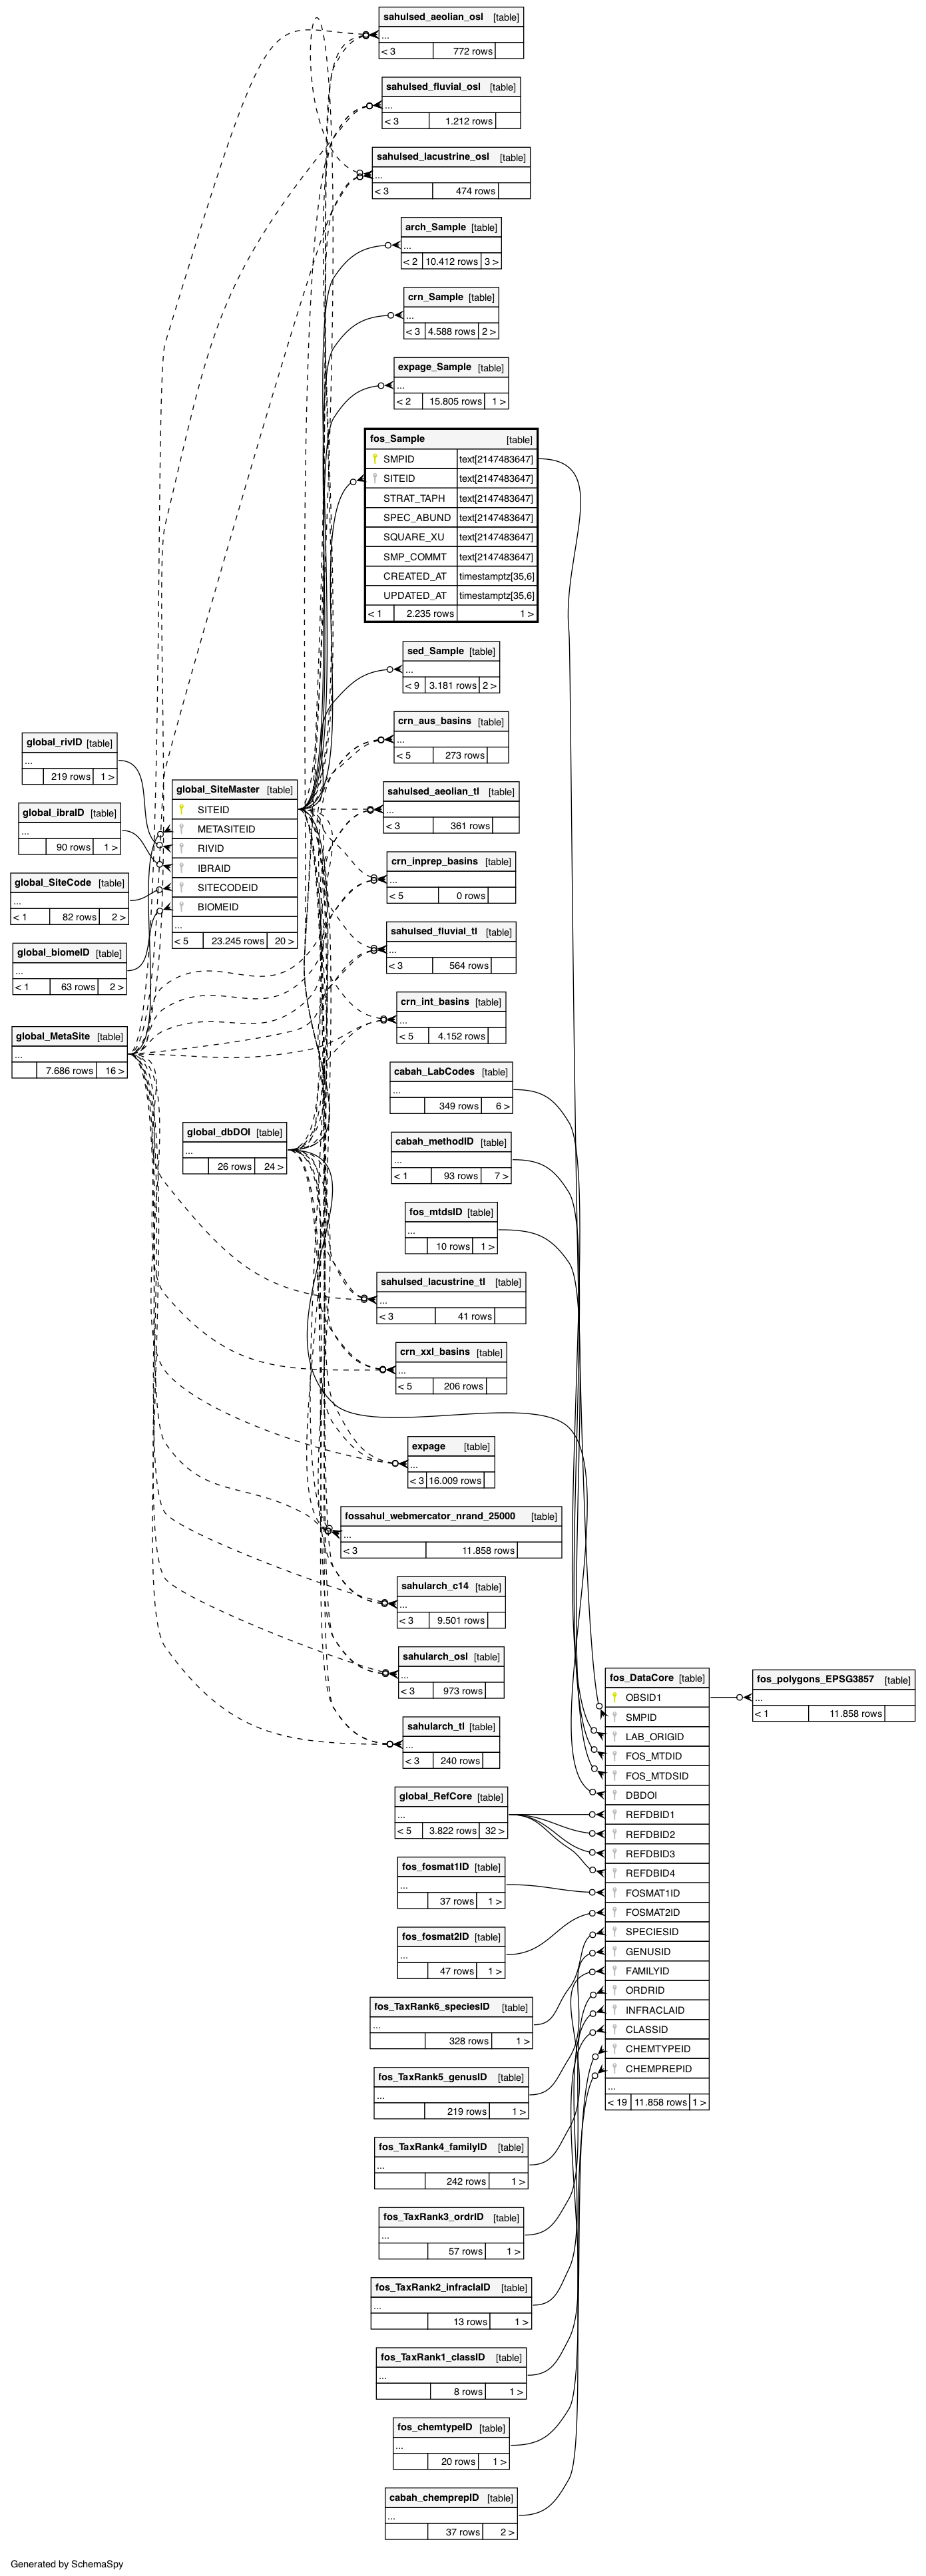 sahulsed_aeolian_osl [table]
...
< 3 772 rows
sahulsed_fluvial_osl [table]
...
< 3 1.212 rows
sahulsed_lacustrine_osl [table]
...
< 3 474 rows
arch_Sample [table]
...
< 2 10.412 rows 3 >
crn_Sample [table]
...
< 3 4.588 rows 2 >
expage_Sample [table]
...
< 2 15.805 rows 1 >
fos_Sample [table]
SMPID text[2147483647]
SITEID text[2147483647]
STRAT_TAPH text[2147483647]
SPEC_ABUND text[2147483647]
SQUARE_XU text[2147483647]
SMP_COMMT text[2147483647]
CREATED_AT timestamptz[35,6]
UPDATED_AT timestamptz[35,6]
< 1 2.235 rows 1 >
sed_Sample [table]
...
< 9 3.181 rows 2 >
crn_aus_basins [table]
...
< 5 273 rows
global_rivID [table]
...
219 rows 1 >
global_ibraID [table]
...
90 rows 1 >
global_SiteCode [table]
...
< 1 82 rows 2 >
global_biomeID [table]
...
< 1 63 rows 2 >
global_MetaSite [table]
...
7.686 rows 16 >
global_SiteMaster [table]
SITEID
METASITEID
RIVID
IBRAID
SITECODEID
BIOMEID
...
< 5 23.245 rows 20 >
global_dbDOI [table]
...
26 rows 24 >
sahulsed_aeolian_tl [table]
...
< 3 361 rows
crn_inprep_basins [table]
...
< 5 0 rows
sahulsed_fluvial_tl [table]
...
< 3 564 rows
crn_int_basins [table]
...
< 5 4.152 rows
cabah_LabCodes [table]
...
349 rows 6 >
cabah_methodID [table]
...
< 1 93 rows 7 >
fos_mtdsID [table]
...
10 rows 1 >
sahulsed_lacustrine_tl [table]
...
< 3 41 rows
crn_xxl_basins [table]
...
< 5 206 rows
expage [table]
...
< 3 16.009 rows
fossahul_webmercator_nrand_25000 [table]
...
< 3 11.858 rows
sahularch_c14 [table]
...
< 3 9.501 rows
sahularch_osl [table]
...
< 3 973 rows
sahularch_tl [table]
...
< 3 240 rows
global_RefCore [table]
...
< 5 3.822 rows 32 >
fos_fosmat1ID [table]
...
37 rows 1 >
fos_fosmat2ID [table]
...
47 rows 1 >
fos_TaxRank6_speciesID [table]
...
328 rows 1 >
fos_TaxRank5_genusID [table]
...
219 rows 1 >
fos_TaxRank4_familyID [table]
...
242 rows 1 >
fos_TaxRank3_ordrID [table]
...
57 rows 1 >
fos_TaxRank2_infraclaID [table]
...
13 rows 1 >
fos_TaxRank1_classID [table]
...
8 rows 1 >
fos_chemtypeID [table]
...
20 rows 1 >
cabah_chemprepID [table]
...
37 rows 2 >
fos_DataCore [table]
OBSID1
SMPID
LAB_ORIGID
FOS_MTDID
FOS_MTDSID
DBDOI
REFDBID1
REFDBID2
REFDBID3
REFDBID4
FOSMAT1ID
FOSMAT2ID
SPECIESID
GENUSID
FAMILYID
ORDRID
INFRACLAID
CLASSID
CHEMTYPEID
CHEMPREPID
...
< 19 11.858 rows 1 >
fos_polygons_EPSG3857 [table]
...
< 1 11.858 rows
Generated by SchemaSpy